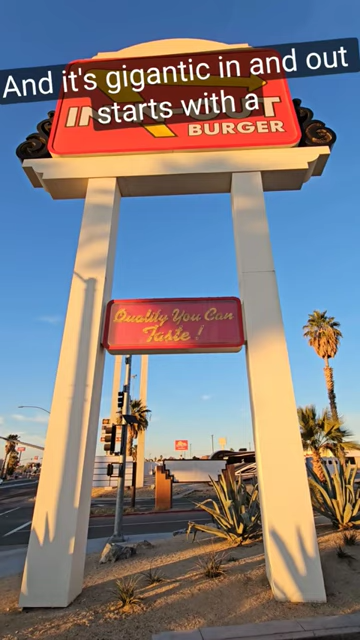 And it's gigantic in and out
starts with a
BURGER
Quality You Can
Taste!